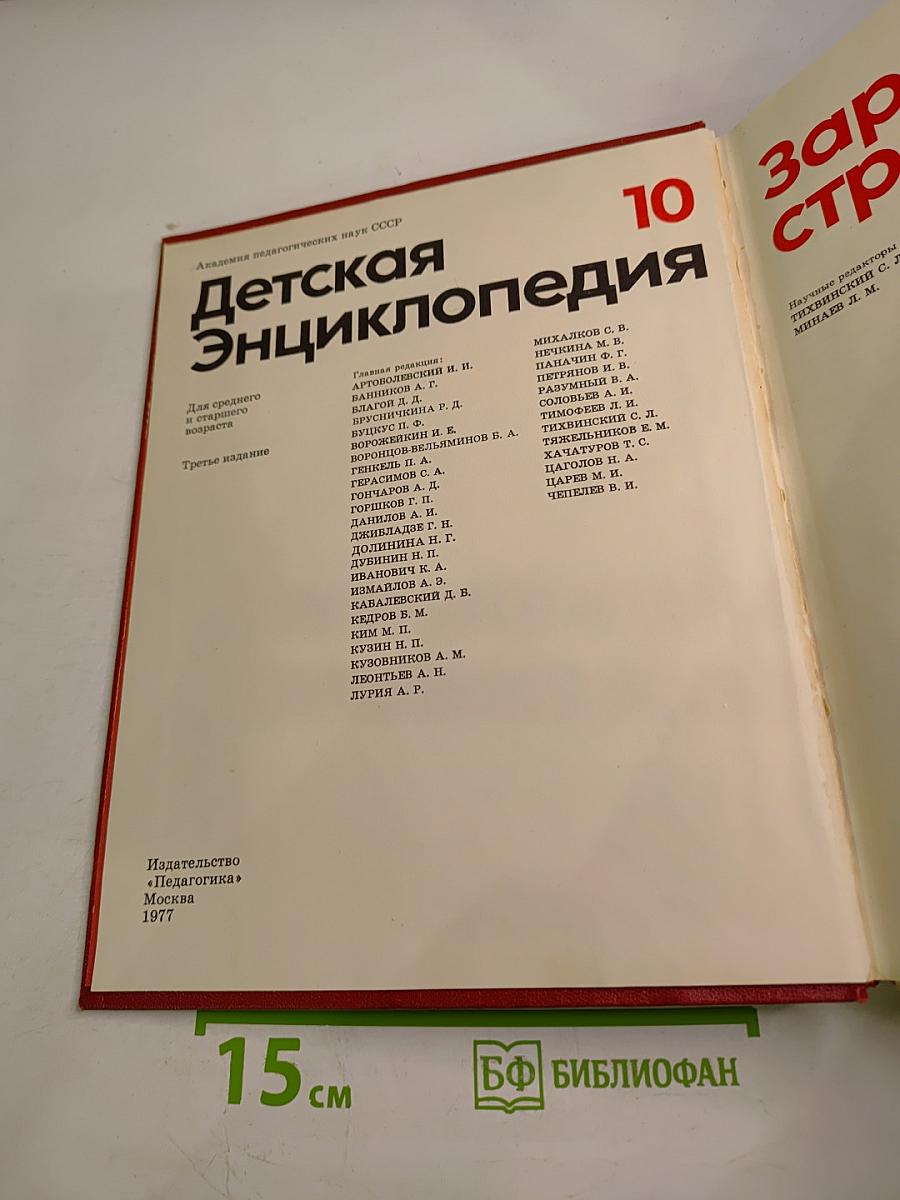 Академия педагогических наук СССР
10
Детская
Энциклопедия
Для среднего
и старшего
возраста
Третье издание
Главная редакция:
АРТОБОЛЕВСКИЙ И. И.
БАННИКОВ А. Г.
БЛАГОЙ Д. Д.
БРУСНИЧКИНА Р. Д.
БУЦКУС П. Ф.
ВОРОЖЕЙКИН И. Е.
ВОРОНЦОВ-ВЕЛЬЯМИНОВ Б. А.
ГЕНКЕЛЬ П. А.
ГЕРАСИМОВ С. А.
ГОНЧАРОВ А. Д.
ГОРШКОВ Г. П.
ДАНИЛОВ А. И.
ДЖИБЛАДЗЕ Г. Н.
ДОЛИНИНА Н. Г.
ДУБИНИН Н. П.
ИВАНОВИЧ К. А.
ИЗМАЙЛОВ А. Э.
КАБАЛЕВСКИЙ Д. Б.
КЕДРОВ Б. М.
КИМ М. П.
КУЗИН Н. П.
КУЗОВНИКОВ А. М.
ЛЕОНТЬЕВ А. Н.
ЛУРИЯ А. Р.
МИХАЛКОВ С. В.
НЕЧКИНА М. В.
ПАНАЧИН Ф. Г.
ПЕТРЯНОВ И. В.
РАЗУМНЫЙ В. А.
СОЛОВЬЕВ А. И.
ТИМОФЕЕВ Л. И.
ТИХВИНСКИЙ С. Л.
ТЯЖЕЛЬНИКОВ Е. М.
ХАЧАТУРОВ Т. С.
ЦАГОЛОВ Н. А.
ЦАРЕВ М. И.
ЧЕПЕЛЕВ В. И.
Издательство
«Педагогика»
Москва
1977
Зар
стр
Научные редакторы
ТИХВИНСКИЙ С. Л
МИНАЕВ Л. М.
15 см
БФ БИБЛИОФАН